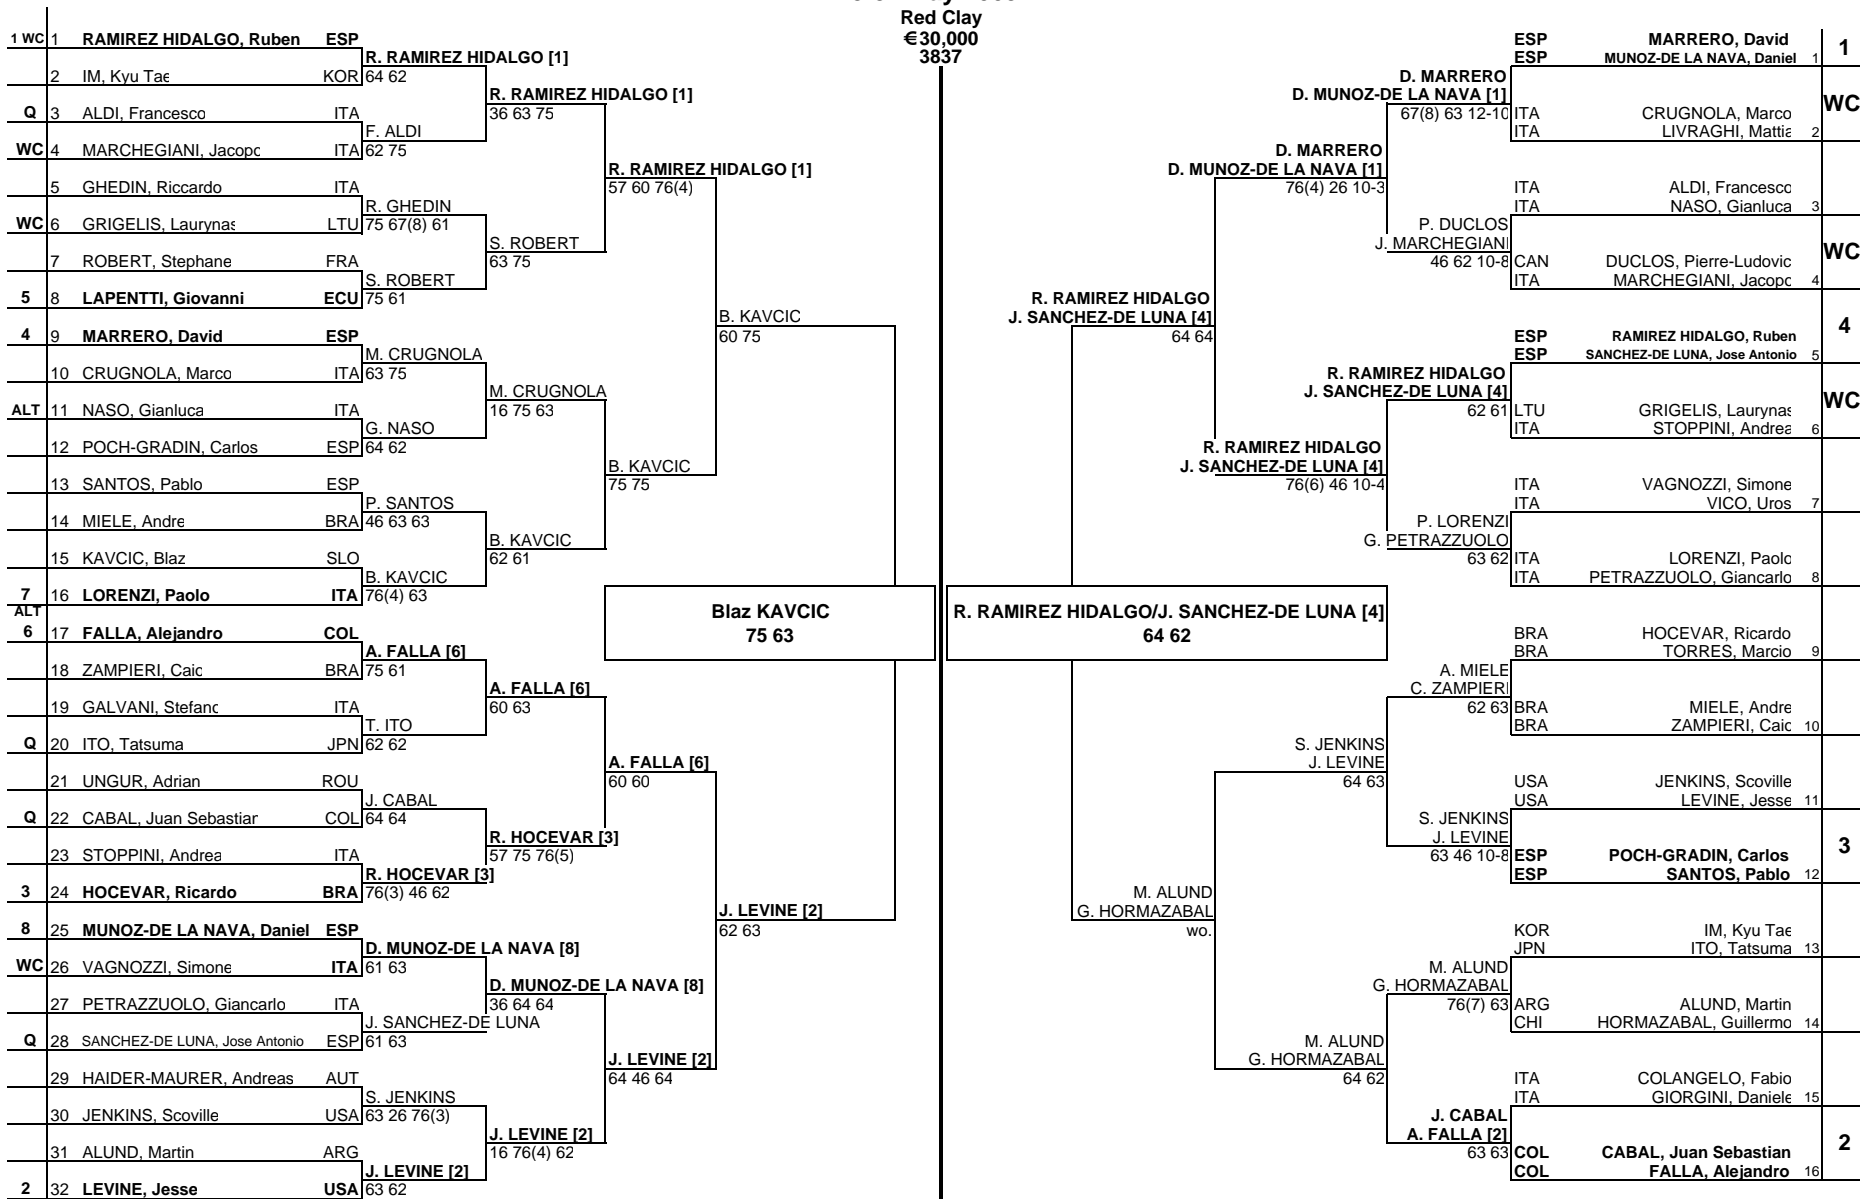 Red Clay
€30,000
3837
1 WC 1 RAMIREZ HIDALGO, Ruben ESP
R. RAMIREZ HIDALGO [1]
2 IM, Kyu Tae KOR 64 62
R. RAMIREZ HIDALGO [1]
Q 3 ALDI, Francesco ITA 36 63 75
F. ALDI
WC 4 MARCHEGIANI, Jacopo ITA 62 75
R. RAMIREZ HIDALGO [1]
5 GHEDIN, Riccardo ITA 57 60 76(4)
R. GHEDIN
WC 6 GRIGELIS, Laurynas LTU 75 67(8) 61
S. ROBERT
7 ROBERT, Stephane FRA 63 75
S. ROBERT
5 8 LAPENTTI, Giovanni ECU 75 61
B. KAVCIC
4 9 MARRERO, David ESP 60 75
M. CRUGNOLA
10 CRUGNOLA, Marco ITA 63 75
M. CRUGNOLA
ALT 11 NASO, Gianluca ITA 16 75 63
G. NASO
12 POCH-GRADIN, Carlos ESP 64 62
B. KAVCIC
13 SANTOS, Pablo ESP 75 75
P. SANTOS
14 MIELE, Andre BRA 46 63 63
B. KAVCIC
15 KAVCIC, Blaz SLO 62 61
B. KAVCIC
7 16 LORENZI, Paolo ITA 76(4) 63
Blaz KAVCIC
75 63
ALT
6 17 FALLA, Alejandro COL
A. FALLA [6]
18 ZAMPIERI, Caio BRA 75 61
A. FALLA [6]
19 GALVANI, Stefano ITA 60 63
T. ITO
Q 20 ITO, Tatsuma JPN 62 62
A. FALLA [6]
21 UNGUR, Adrian ROU 60 60
J. CABAL
Q 22 CABAL, Juan Sebastian COL 64 64
R. HOCEVAR [3]
23 STOPPINI, Andrea ITA 57 75 76(5)
R. HOCEVAR [3]
3 24 HOCEVAR, Ricardo BRA 76(3) 46 62
J. LEVINE [2]
8 25 MUNOZ-DE LA NAVA, Daniel ESP 62 63
D. MUNOZ-DE LA NAVA [8]
WC 26 VAGNOZZI, Simone ITA 61 63
D. MUNOZ-DE LA NAVA [8]
27 PETRAZZUOLO, Giancarlo ITA 36 64 64
J. SANCHEZ-DE LUNA
Q 28 SANCHEZ-DE LUNA, Jose Antonio ESP 61 63
J. LEVINE [2]
29 HAIDER-MAURER, Andreas AUT 64 46 64
S. JENKINS
30 JENKINS, Scoville USA 63 26 76(3)
J. LEVINE [2]
31 ALUND, Martin ARG 16 76(4) 62
J. LEVINE [2]
2 32 LEVINE, Jesse USA 63 62
ESP MARRERO, David
ESP MUNOZ-DE LA NAVA, Daniel 1 1
D. MARRERO
D. MUNOZ-DE LA NAVA [1]
67(8) 63 12-10 ITA CRUGNOLA, Marco WC
ITA LIVRAGHI, Mattia 2
D. MARRERO
D. MUNOZ-DE LA NAVA [1]
76(4) 26 10-3
ITA ALDI, Francesco
ITA NASO, Gianluca 3
P. DUCLOS
J. MARCHEGIANI
46 62 10-8 CAN DUCLOS, Pierre-Ludovic WC
ITA MARCHEGIANI, Jacopo 4
R. RAMIREZ HIDALGO
J. SANCHEZ-DE LUNA [4]
64 64
ESP RAMIREZ HIDALGO, Ruben 4
ESP SANCHEZ-DE LUNA, Jose Antonio 5
R. RAMIREZ HIDALGO
J. SANCHEZ-DE LUNA [4]
62 61 LTU GRIGELIS, Laurynas WC
ITA STOPPINI, Andrea 6
R. RAMIREZ HIDALGO
J. SANCHEZ-DE LUNA [4]
76(6) 46 10-4
ITA VAGNOZZI, Simone
ITA VICO, Uros 7
P. LORENZI
G. PETRAZZUOLO
63 62 ITA LORENZI, Paolo
ITA PETRAZZUOLO, Giancarlo 8
R. RAMIREZ HIDALGO/J. SANCHEZ-DE LUNA [4]
64 62
BRA HOCEVAR, Ricardo
BRA TORRES, Marcio 9
A. MIELE
C. ZAMPIERI
62 63 BRA MIELE, Andre
BRA ZAMPIERI, Caio 10
S. JENKINS
J. LEVINE
64 63
USA JENKINS, Scoville
USA LEVINE, Jesse 11
S. JENKINS
J. LEVINE
63 46 10-8 ESP POCH-GRADIN, Carlos 3
ESP SANTOS, Pablo 12
M. ALUND
G. HORMAZABAL
wo.
KOR IM, Kyu Tae
JPN ITO, Tatsuma 13
M. ALUND
G. HORMAZABAL
76(7) 63 ARG ALUND, Martin
CHI HORMAZABAL, Guillermo 14
M. ALUND
G. HORMAZABAL
64 62
ITA COLANGELO, Fabio
ITA GIORGINI, Daniele 15
J. CABAL
A. FALLA [2]
63 63 COL CABAL, Juan Sebastian 2
COL FALLA, Alejandro 16